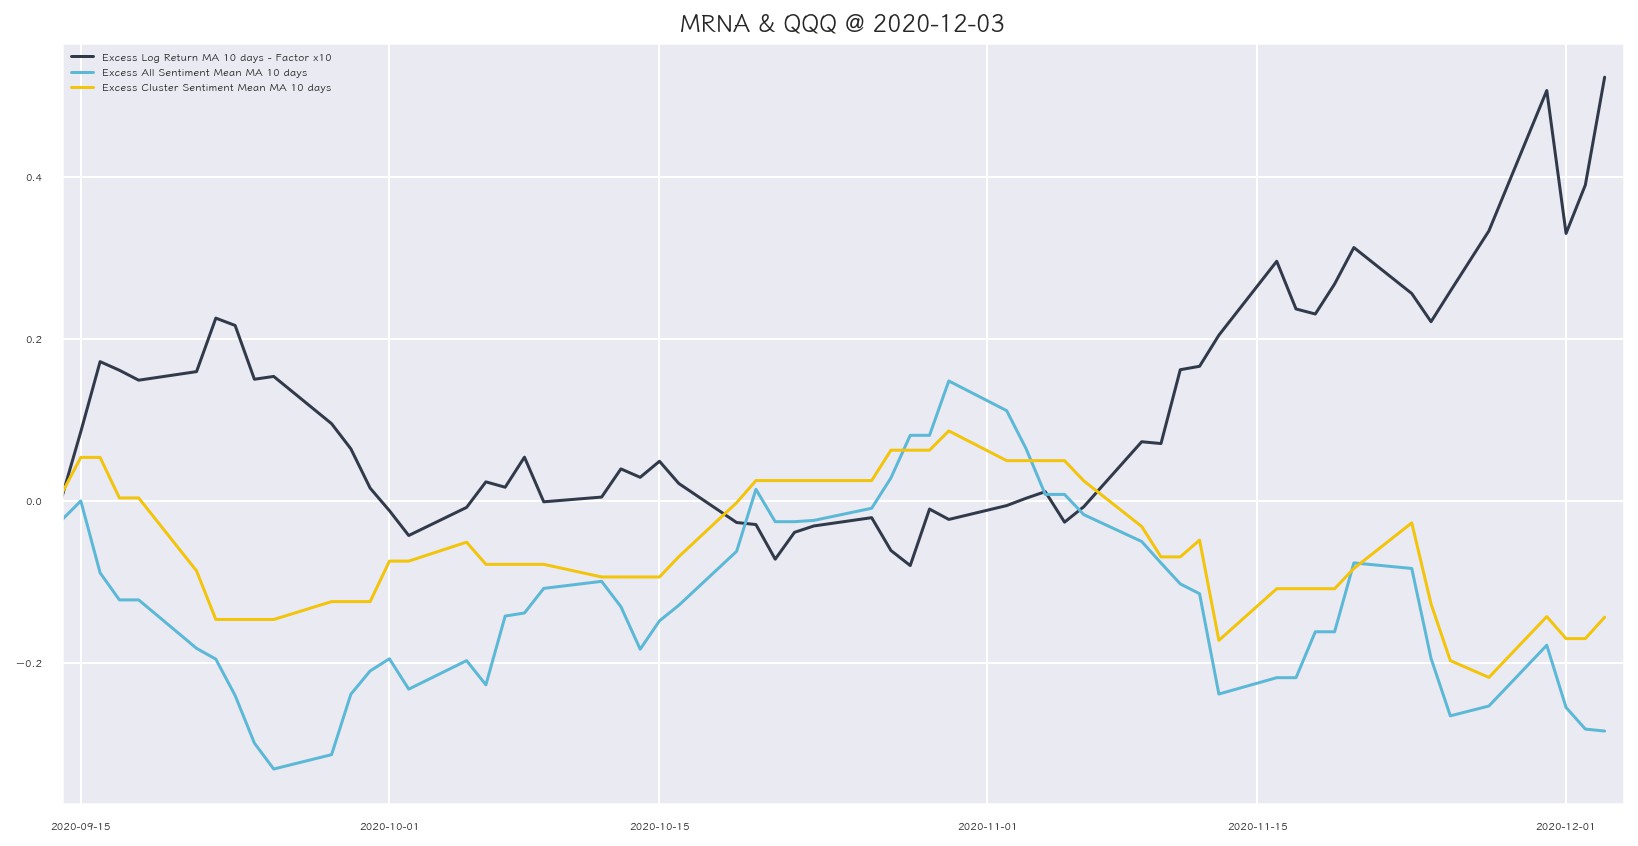 MRNA & QQQ @ 2020-12-03
Excess Log Return MA 10 days - Factor x10
Excess All Sentiment Mean MA 10 days
Excess Cluster Sentiment Mean MA 10 days
0.4
0.2
0.0
−0.2
2020-09-15 2020-10-01 2020-10-15 2020-11-01 2020-11-15 2020-12-01